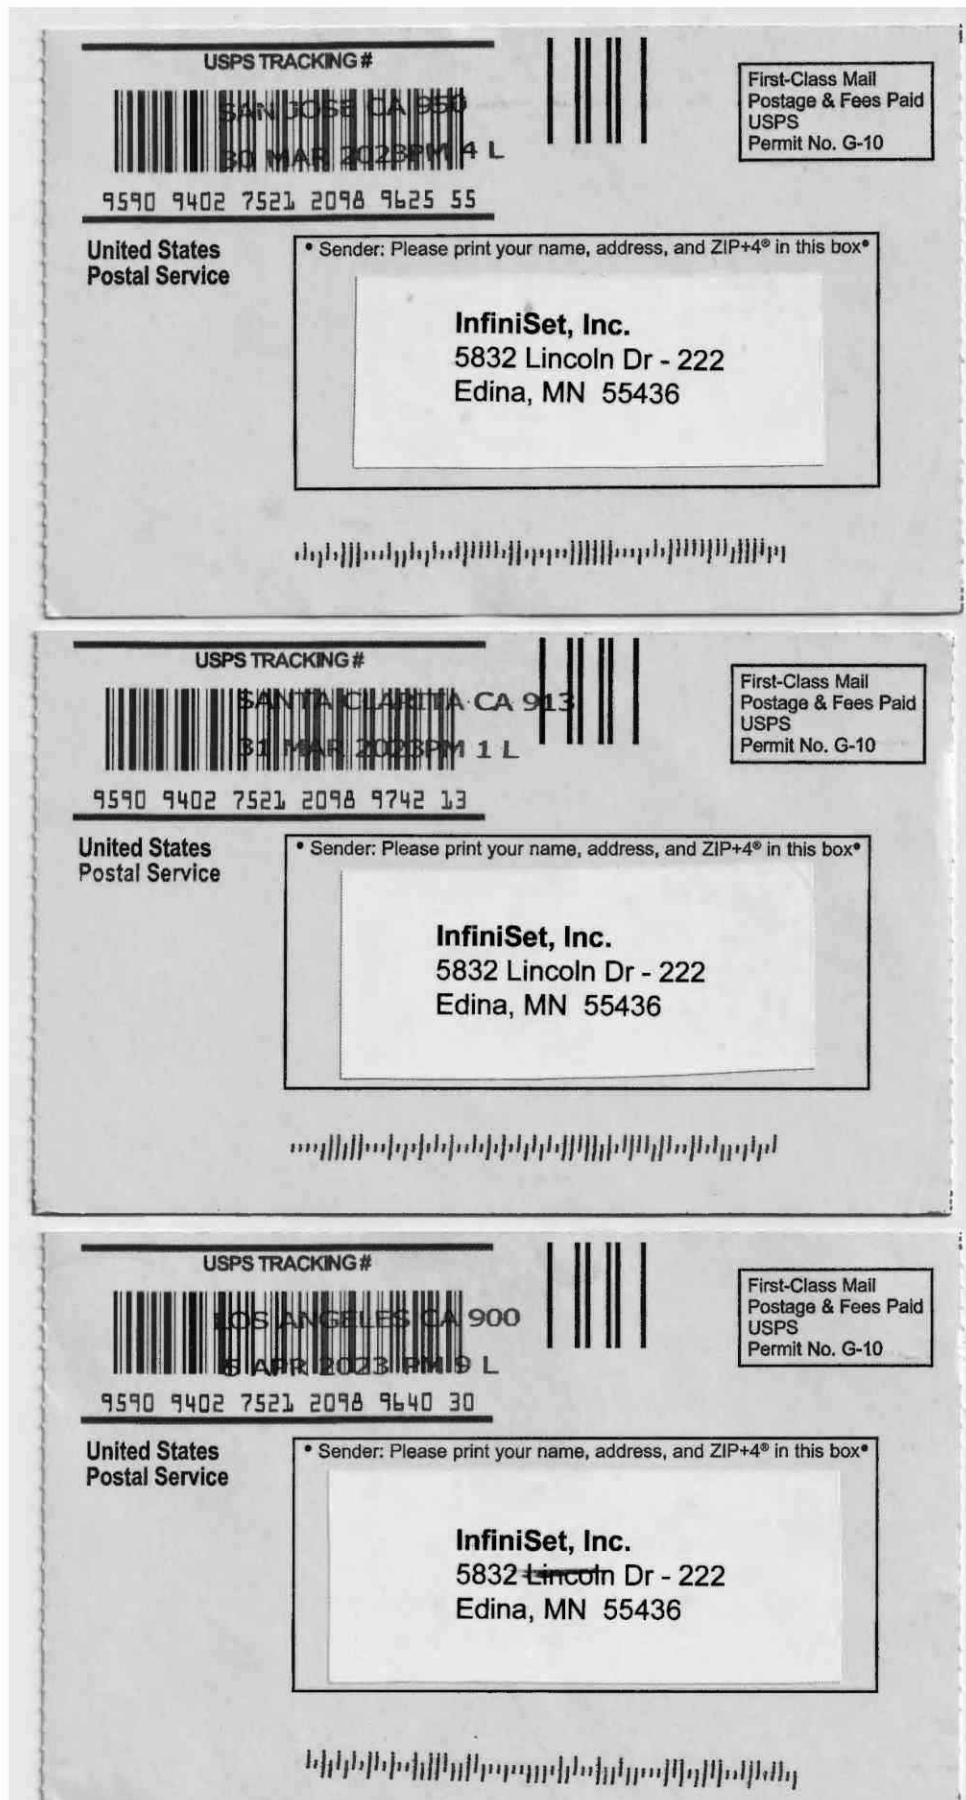 USPS TRACKING #
SAN JOSE CA 950
30 MAR 2023PM 4 L
9590 9402 7521 2098 9625 55
First-Class Mail
Postage & Fees Paid
USPS
Permit No. G-10
United States
Postal Service
• Sender: Please print your name, address, and ZIP+4® in this box•
InfiniSet, Inc.
5832 Lincoln Dr - 222
Edina, MN 55436
USPS TRACKING #
SANTA CLARITA CA 913
31 MAR 2023PM 1 L
9590 9402 7521 2098 9742 13
First-Class Mail
Postage & Fees Paid
USPS
Permit No. G-10
United States
Postal Service
• Sender: Please print your name, address, and ZIP+4® in this box•
InfiniSet, Inc.
5832 Lincoln Dr - 222
Edina, MN 55436
USPS TRACKING #
LOS ANGELES CA 900
APR 2023 PM 9 L
9590 9402 7521 2098 9640 30
First-Class Mail
Postage & Fees Paid
USPS
Permit No. G-10
United States
Postal Service
• Sender: Please print your name, address, and ZIP+4® in this box•
InfiniSet, Inc.
5832 Lincoln Dr - 222
Edina, MN 55436